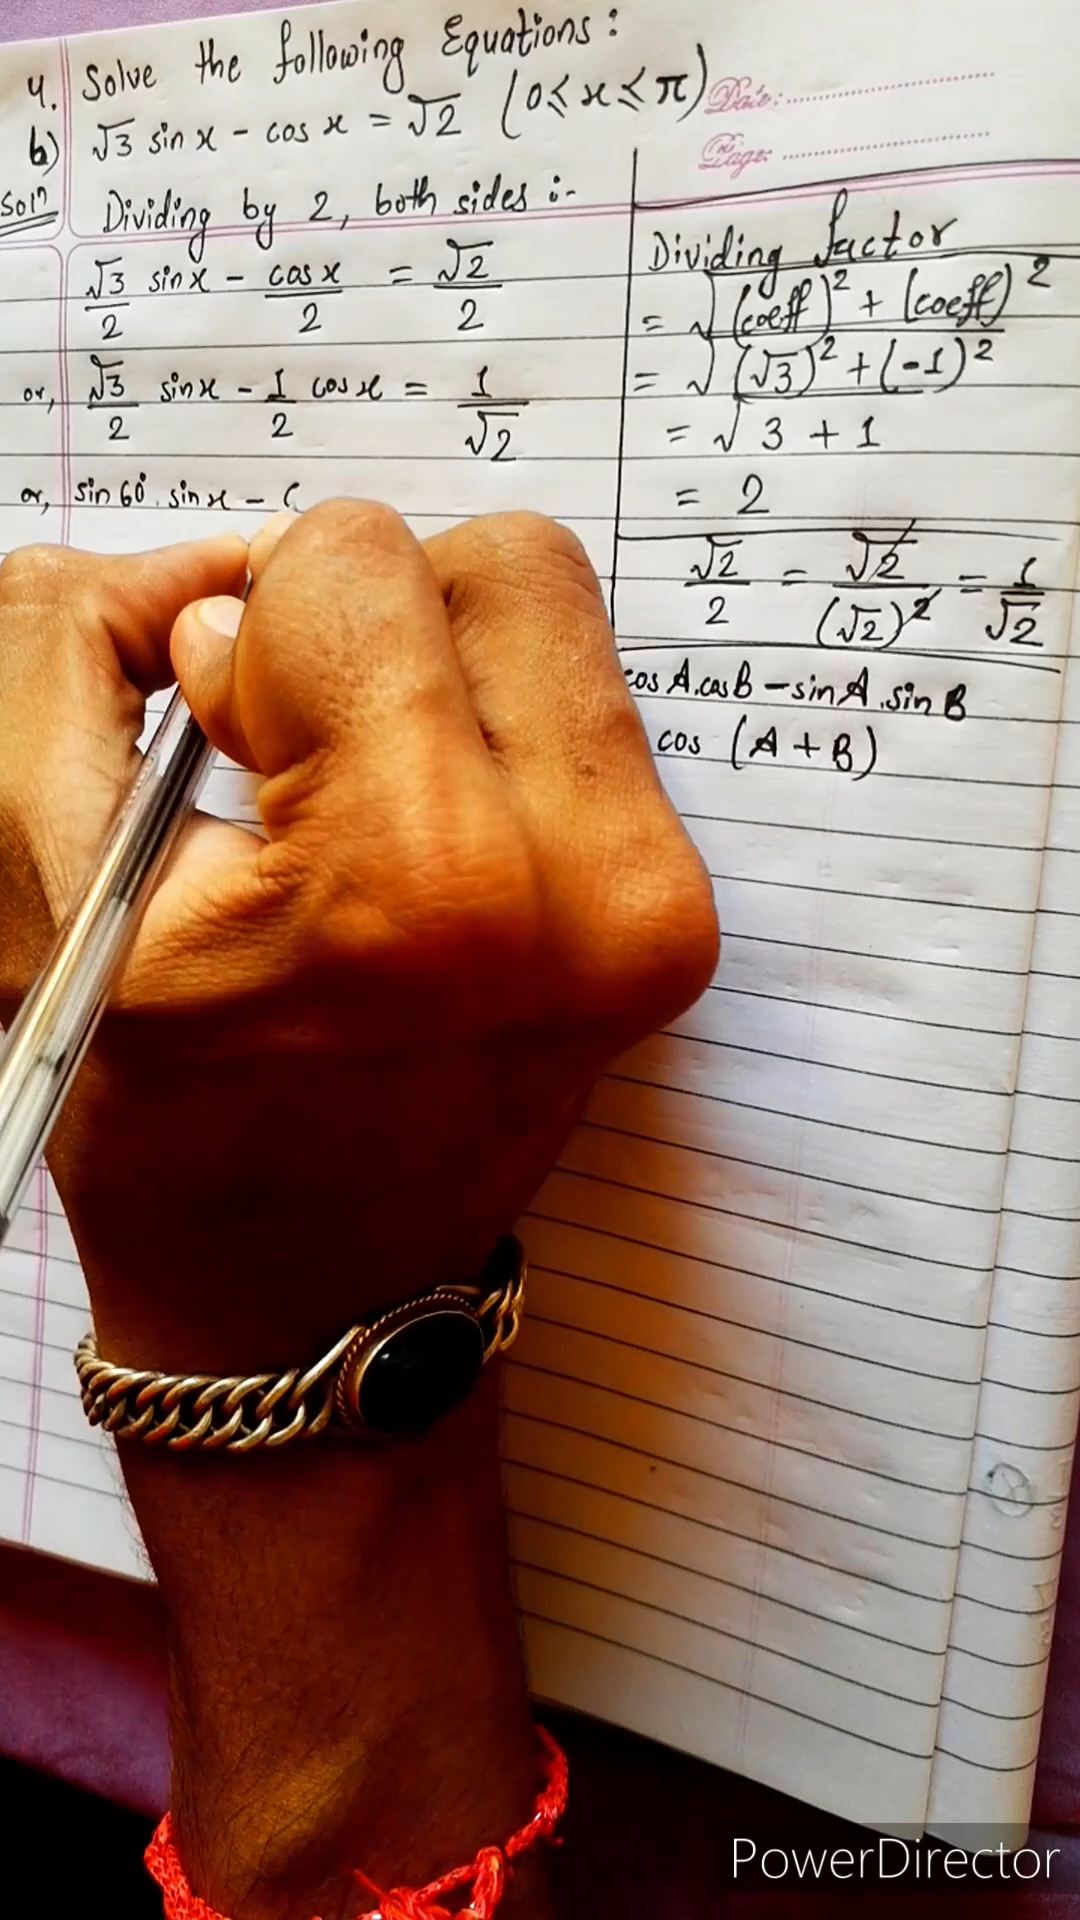 4. Solve the following Equations:
b) √3 sin x - cos x = √2 (0 ≤ x ≤ π)
Date:
Page:
Soln Dividing by 2, both sides :-
√3/2 sin x - cos x/2 = √2/2
or, √3/2 sin x - 1/2 cos x = 1/√2
or, sin 60°. sin x -
Dividing factor
= √(coeff)² + (coeff)²
= √(√3)² + (-1)²
= √3 + 1
= 2
√2/2 = √2/(√2)² = 1/√2
cos A.cos B - sin A.sin B
cos (A + B)
PowerDirector